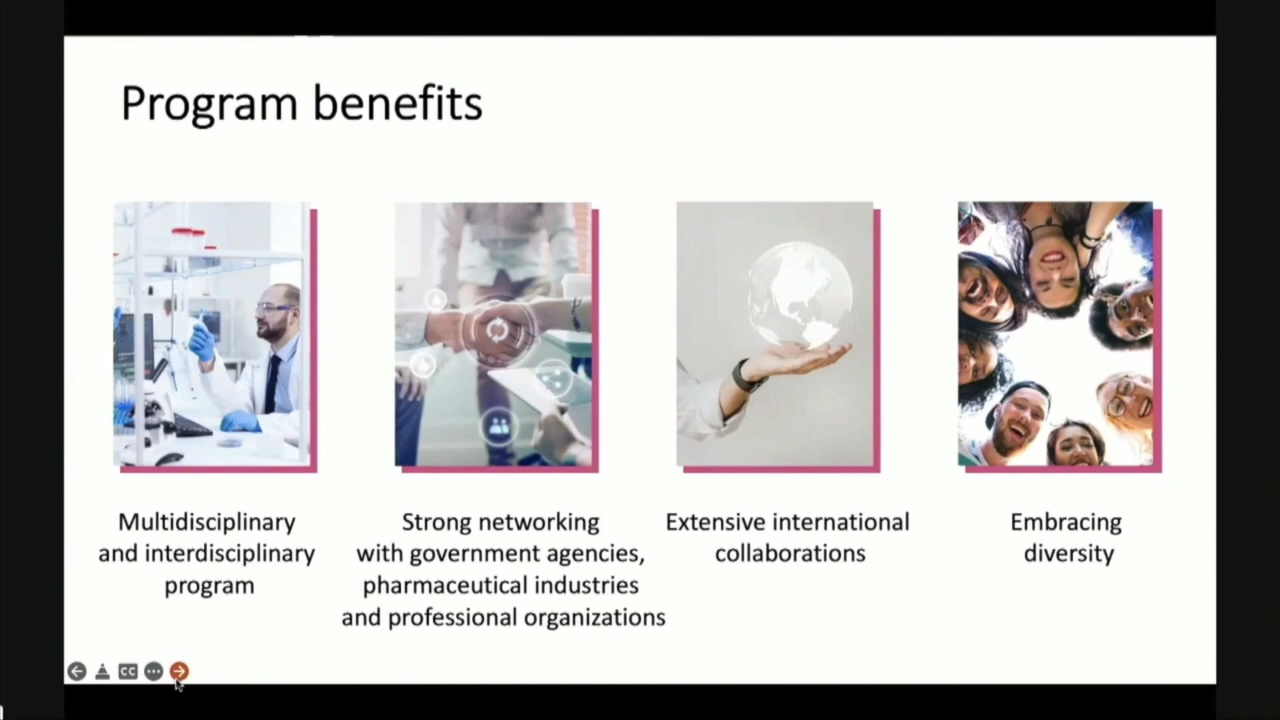 Program benefits
Multidisciplinary
and interdisciplinary
program
Strong networking
with government agencies,
pharmaceutical industries
and professional organizations
Extensive international
collaborations
Embracing
diversity
CC